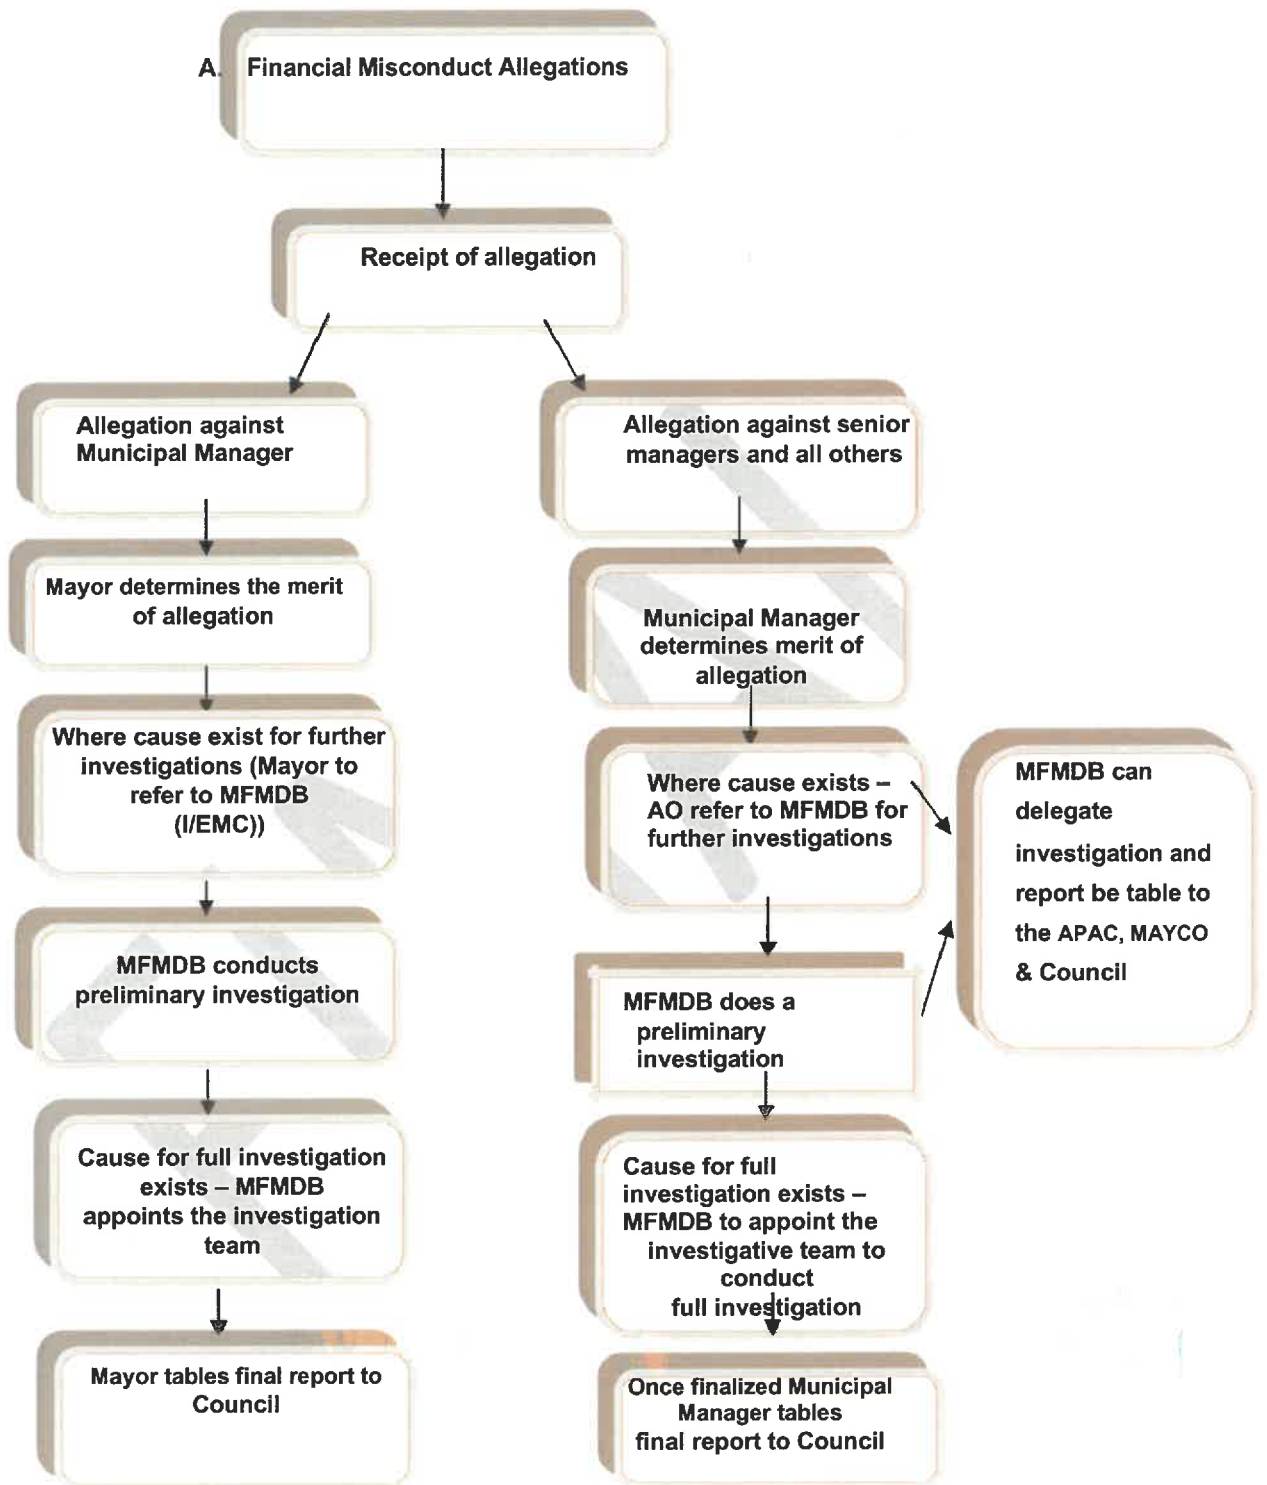 A. Financial Misconduct Allegations
Receipt of allegation
Allegation against
Municipal Manager
Mayor determines the merit
of allegation
Where cause exist for further
investigations (Mayor to
refer to MFMDB
(I/EMC))
MFMDB conducts
preliminary investigation
Cause for full investigation
exists – MFMDB
appoints the investigation
team
Mayor tables final report to
Council
Allegation against senior
managers and all others
Municipal Manager
determines merit of
allegation
Where cause exists –
AO refer to MFMDB for
further investigations
MFMDB does a
preliminary
investigation
Cause for full
investigation exists –
MFMDB to appoint the
investigative team to
conduct
full investigation
Once finalized Municipal
Manager tables
final report to Council
MFMDB can
delegate
investigation and
report be table to
the APAC, MAYCO
& Council